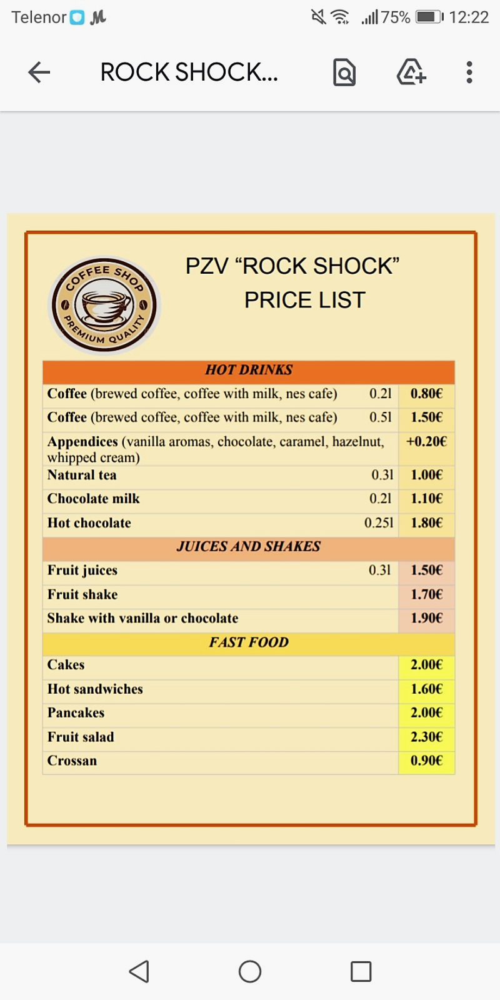 Telenor 75% 12:22
ROCK SHOCK...
COFFEE SHOP
PREMIUM QUALITY
PZV “ROCK SHOCK”
PRICE LIST
HOT DRINKS
Coffee (brewed coffee, coffee with milk, nes cafe) 0.2l 0.80€
Coffee (brewed coffee, coffee with milk, nes cafe) 0.5l 1.50€
Appendices (vanilla aromas, chocolate, caramel, hazelnut, +0.20€
whipped cream)
Natural tea 0.3l 1.00€
Chocolate milk 0.2l 1.10€
Hot chocolate 0.25l 1.80€
JUICES AND SHAKES
Fruit juices 0.3l 1.50€
Fruit shake 1.70€
Shake with vanilla or chocolate 1.90€
FAST FOOD
Cakes 2.00€
Hot sandwiches 1.60€
Pancakes 2.00€
Fruit salad 2.30€
Crossan 0.90€